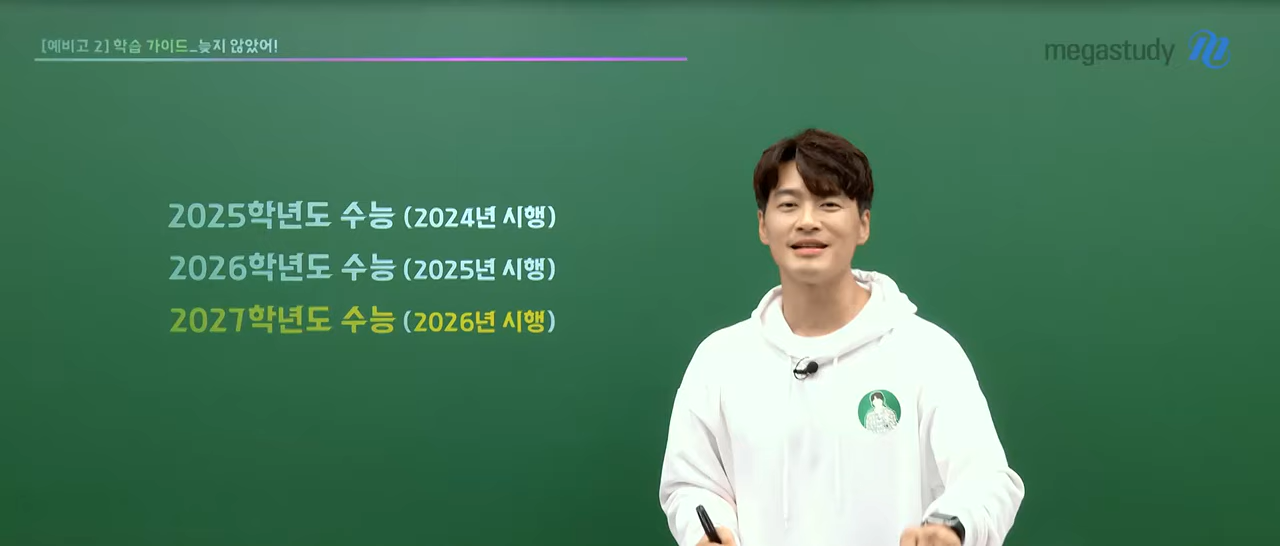 [예비고 2] 학습 가이드_늦지 않았어!
megastudy
2025학년도 수능 (2024년 시행)
2026학년도 수능 (2025년 시행)
2027학년도 수능 (2026년 시행)